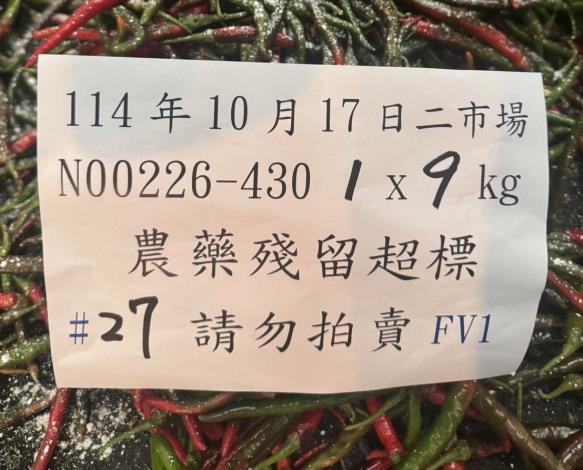 114 年 10 月 17 日二市場
N00226-430 1 x 9 kg
農藥殘留超標
#27 請勿拍賣 FV1